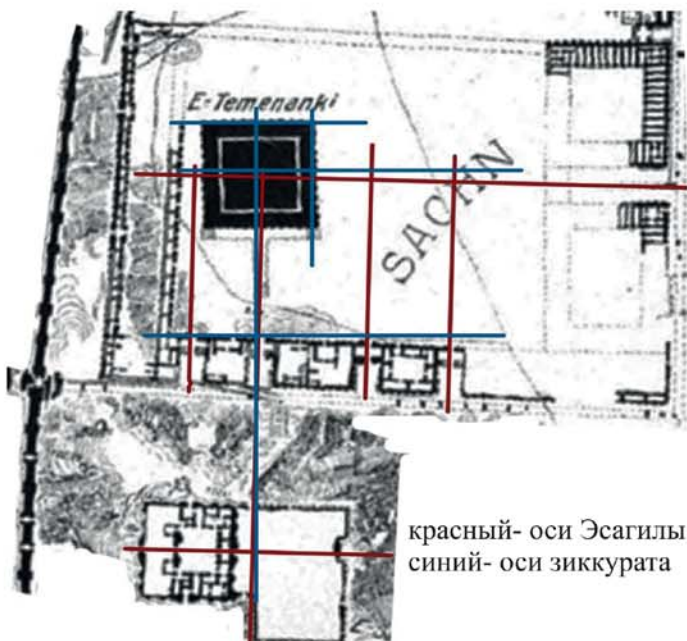 E-Temenanki
SACHN
красный- оси Эсагилы
синий- оси зиккурата